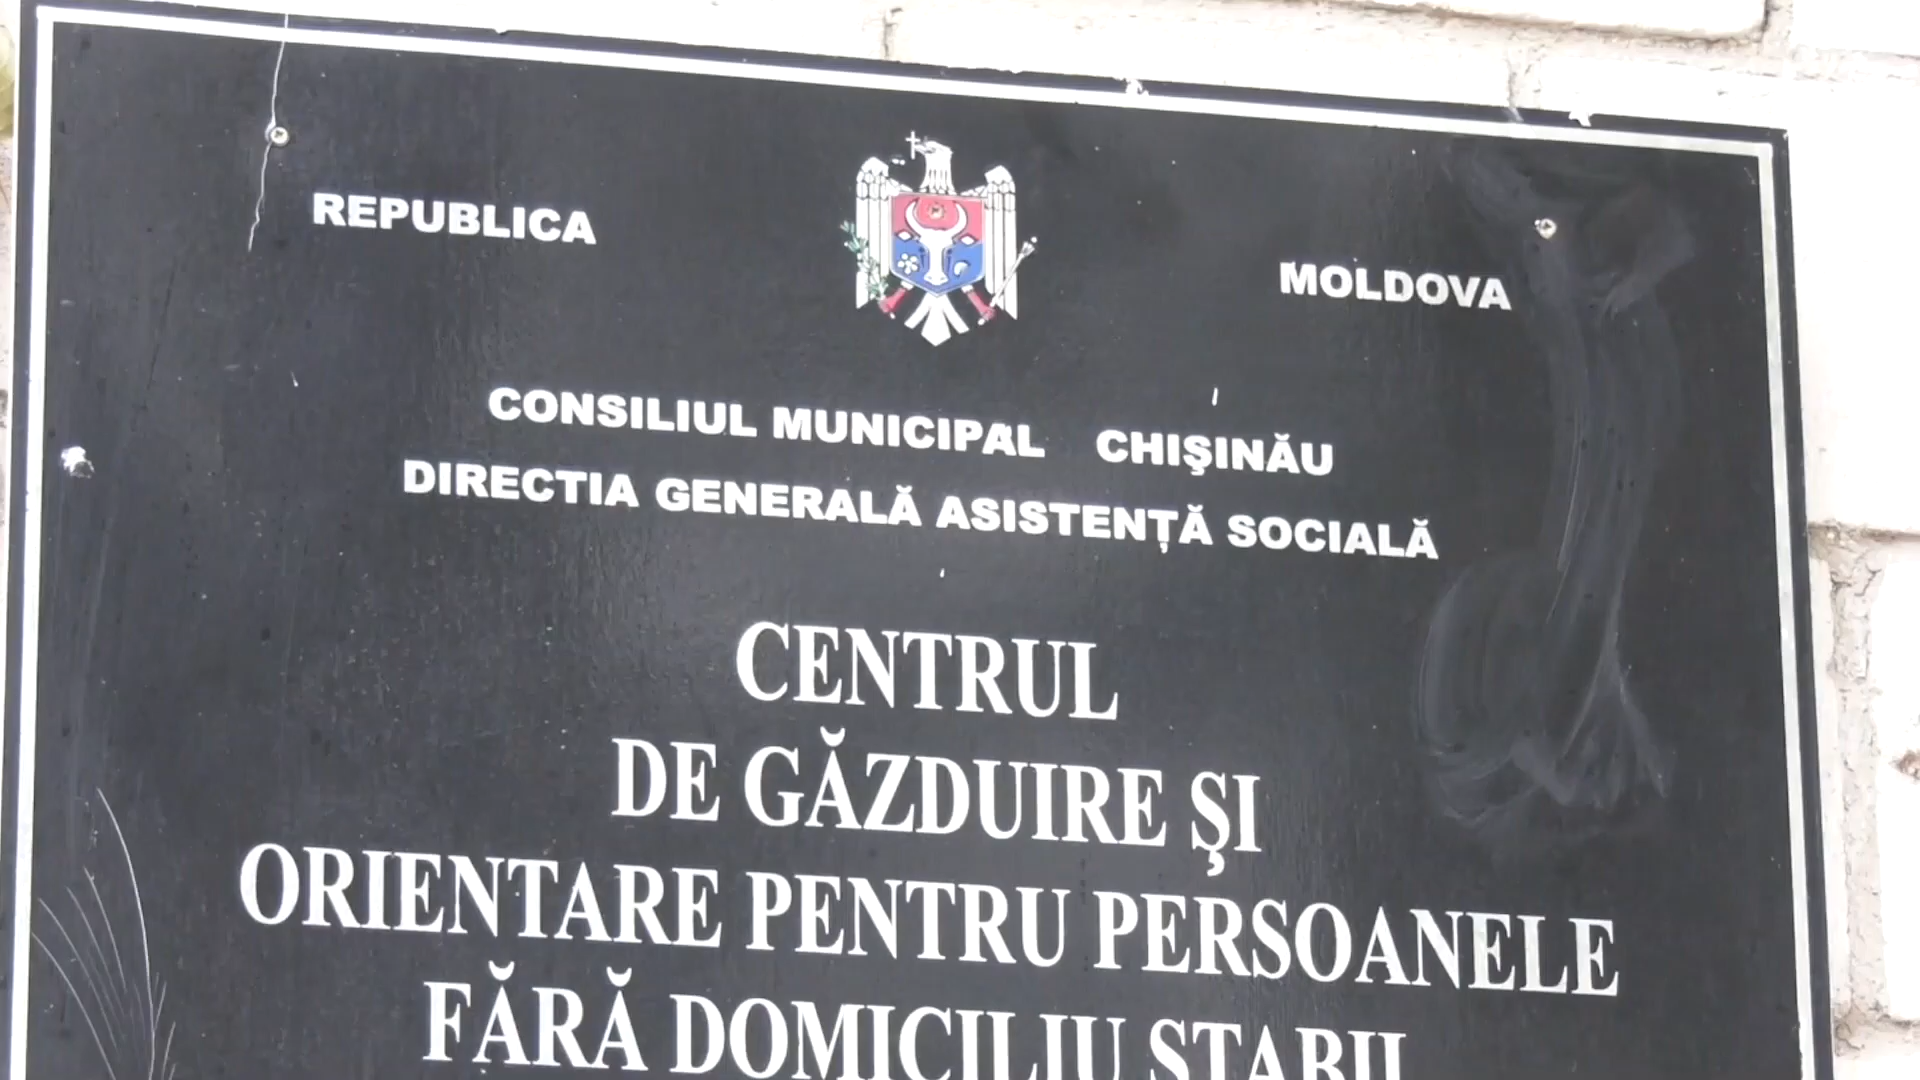 REPUBLICA MOLDOVA
CONSILIUL MUNICIPAL CHIŞINĂU
DIRECTIA GENERALĂ ASISTENȚĂ SOCIALĂ
CENTRUL
DE GĂZDUIRE ŞI
ORIENTARE PENTRU PERSOANELE
FĂRĂ DOMICILIU STABIL